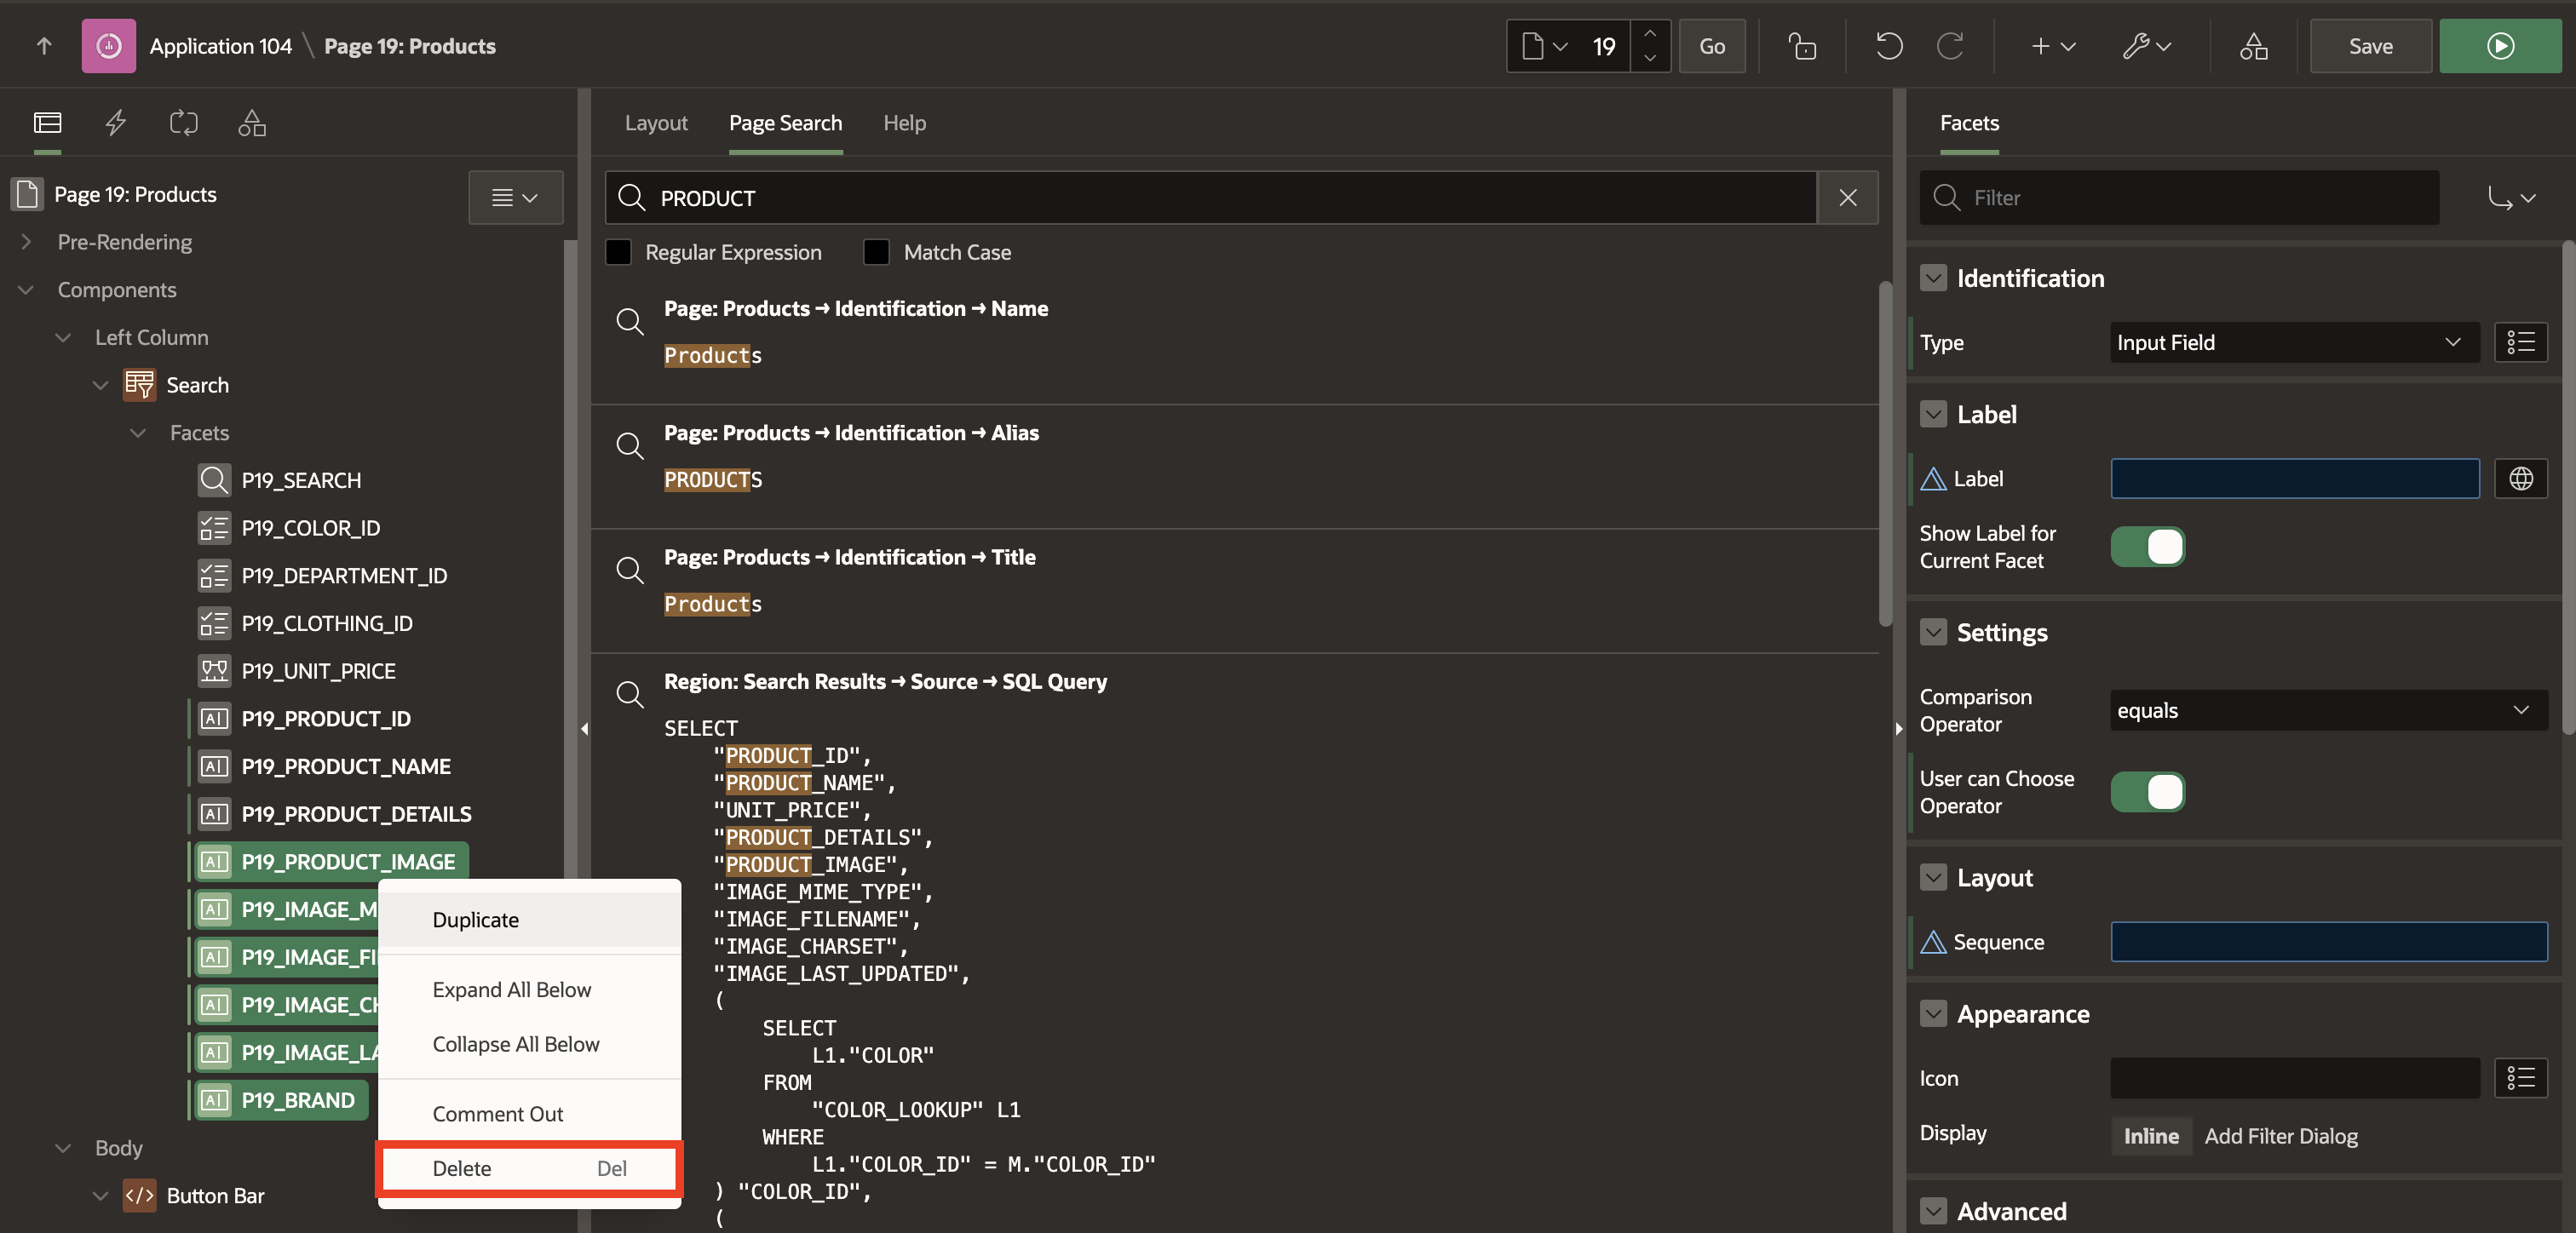 Application 104 \ Page 19: Products
19
Go
Save
Page 19: Products
Pre-Rendering
Components
Left Column
Search
Facets
P19_SEARCH
P19_COLOR_ID
P19_DEPARTMENT_ID
P19_CLOTHING_ID
P19_UNIT_PRICE
P19_PRODUCT_ID
P19_PRODUCT_NAME
P19_PRODUCT_DETAILS
P19_PRODUCT_IMAGE
P19_IMAGE_M
P19_IMAGE_FI
P19_IMAGE_CH
P19_IMAGE_LA
P19_BRAND
Body
Button Bar
Duplicate
Expand All Below
Collapse All Below
Comment Out
Delete Del
Layout Page Search Help
PRODUCT
Regular Expression Match Case
Page: Products → Identification → Name
Products
Page: Products → Identification → Alias
PRODUCTS
Page: Products → Identification → Title
Products
Region: Search Results → Source → SQL Query
SELECT
"PRODUCT_ID",
"PRODUCT_NAME",
"UNIT_PRICE",
"PRODUCT_DETAILS",
"PRODUCT_IMAGE",
"IMAGE_MIME_TYPE",
"IMAGE_FILENAME",
"IMAGE_CHARSET",
"IMAGE_LAST_UPDATED",
(
SELECT
L1."COLOR"
FROM
"COLOR_LOOKUP" L1
WHERE
L1."COLOR_ID" = M."COLOR_ID"
) "COLOR_ID",
(
Facets
Filter
Identification
Type Input Field
Label
Label
Show Label for
Current Facet
Settings
Comparison
Operator
equals
User can Choose
Operator
Layout
Sequence
Appearance
Icon
Display Inline Add Filter Dialog
Advanced